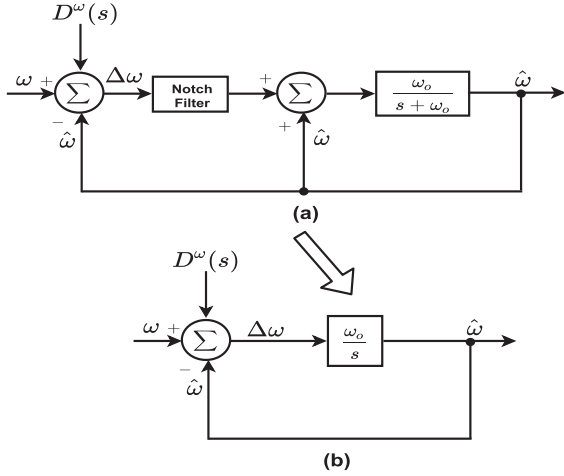 D^ω(s)
ω + Σ Δω Notch Filter + Σ ω_o / (s + ω_o) ω̂
− ω̂ + ω̂
(a)
D^ω(s)
ω + Σ Δω ω_o / s ω̂
− ω̂
(b)